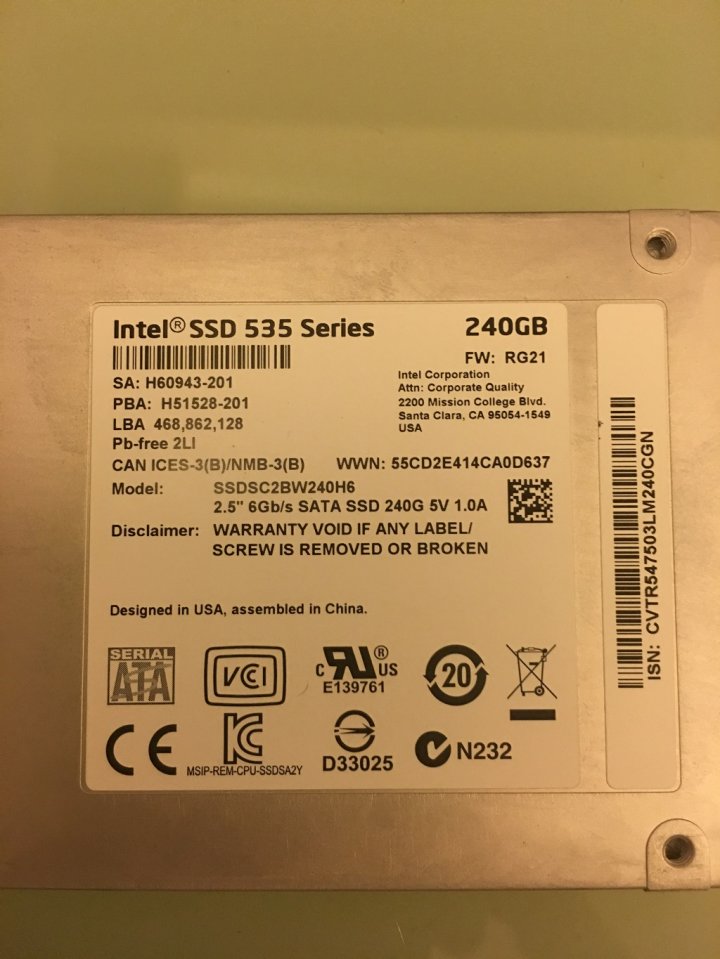 Intel® SSD 535 Series
240GB
FW: RG21
SA: H60943-201
PBA: H51528-201
LBA 468,862,128
Pb-free 2LI
Intel Corporation
Attn: Corporate Quality
2200 Mission College Blvd.
Santa Clara, CA 95054-1549
USA
CAN ICES-3(B)/NMB-3(B)
WWN: 55CD2E414CA0D637
Model: SSDSC2BW240H6
2.5" 6Gb/s SATA SSD 240G 5V 1.0A
Disclaimer: WARRANTY VOID IF ANY LABEL/
SCREW IS REMOVED OR BROKEN
Designed in USA, assembled in China.
SERIAL
ATA
VCI
c RU® US
E139761
20
CE
KC
MSIP-REM-CPU-SSDSA2Y
D33025
N232
ISN: CVTR547503LM240CGN